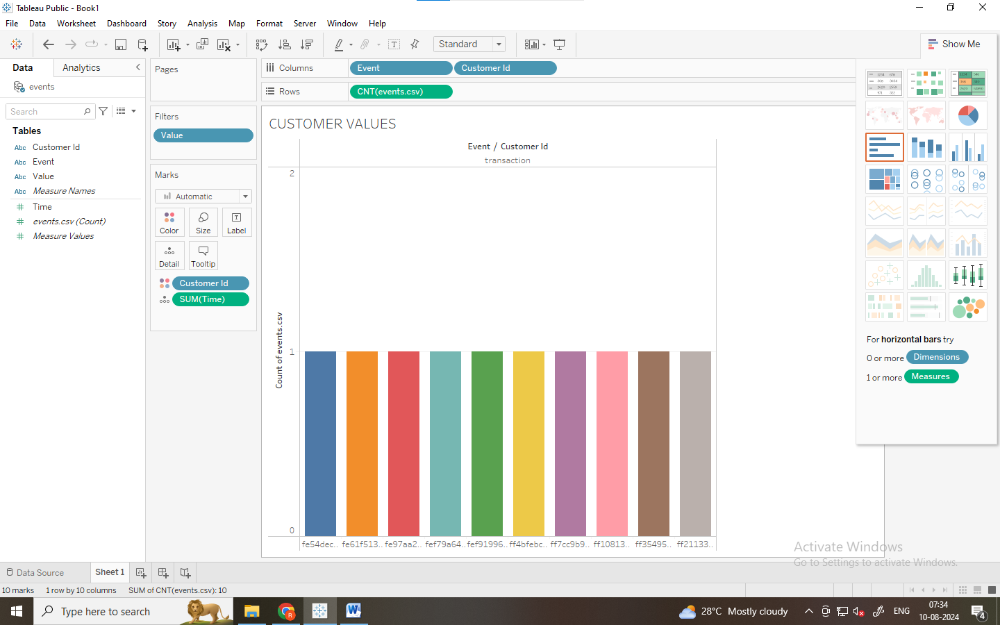 Tableau Public - Book1
File Data Worksheet Dashboard Story Analysis Map Format Server Window Help
Standard
Show Me
Data Analytics
events
Search
Tables
Abc Customer Id
Abc Event
Abc Value
Abc Measure Names
# Time
# events.csv (Count)
# Measure Values
Pages
Filters
Value
Marks
Automatic
Color Size Label
Detail Tooltip
Customer Id
SUM(Time)
Columns Event Customer Id
Rows CNT(events.csv)
CUSTOMER VALUES
Event / Customer Id
transaction
2
1
0
Count of events.csv
fe54dec.. fe61f513.. fe97aa2.. fef79a64.. fef91996.. ff4bfebc.. ff7cc9b9.. ff10813.. ff35495.. ff21133..
For horizontal bars try
0 or more Dimensions
1 or more Measures
Activate Windows
Go to Settings to activate Windows.
Data Source Sheet 1
10 marks 1 row by 10 columns SUM of CNT(events.csv): 10
Type here to search
28°C Mostly cloudy
ENG
07:34
10-08-2024
4